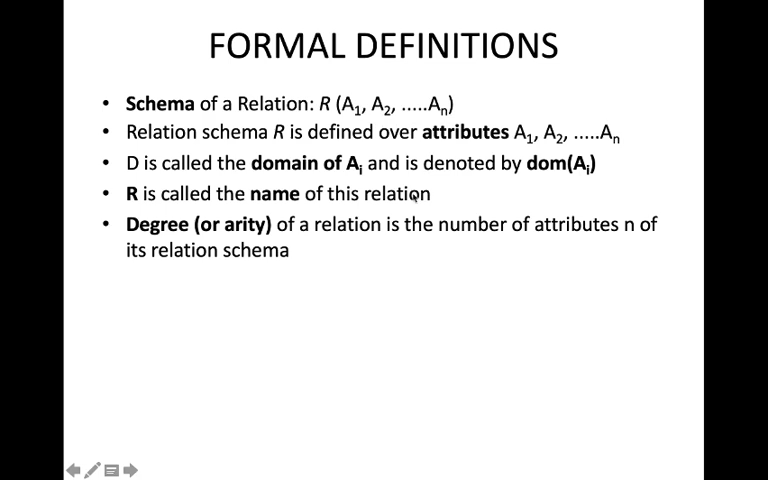 FORMAL DEFINITIONS
• Schema of a Relation: R (A1, A2, .....An)
• Relation schema R is defined over attributes A1, A2, .....An
• D is called the domain of Ai and is denoted by dom(Ai)
• R is called the name of this relation
• Degree (or arity) of a relation is the number of attributes n of
its relation schema